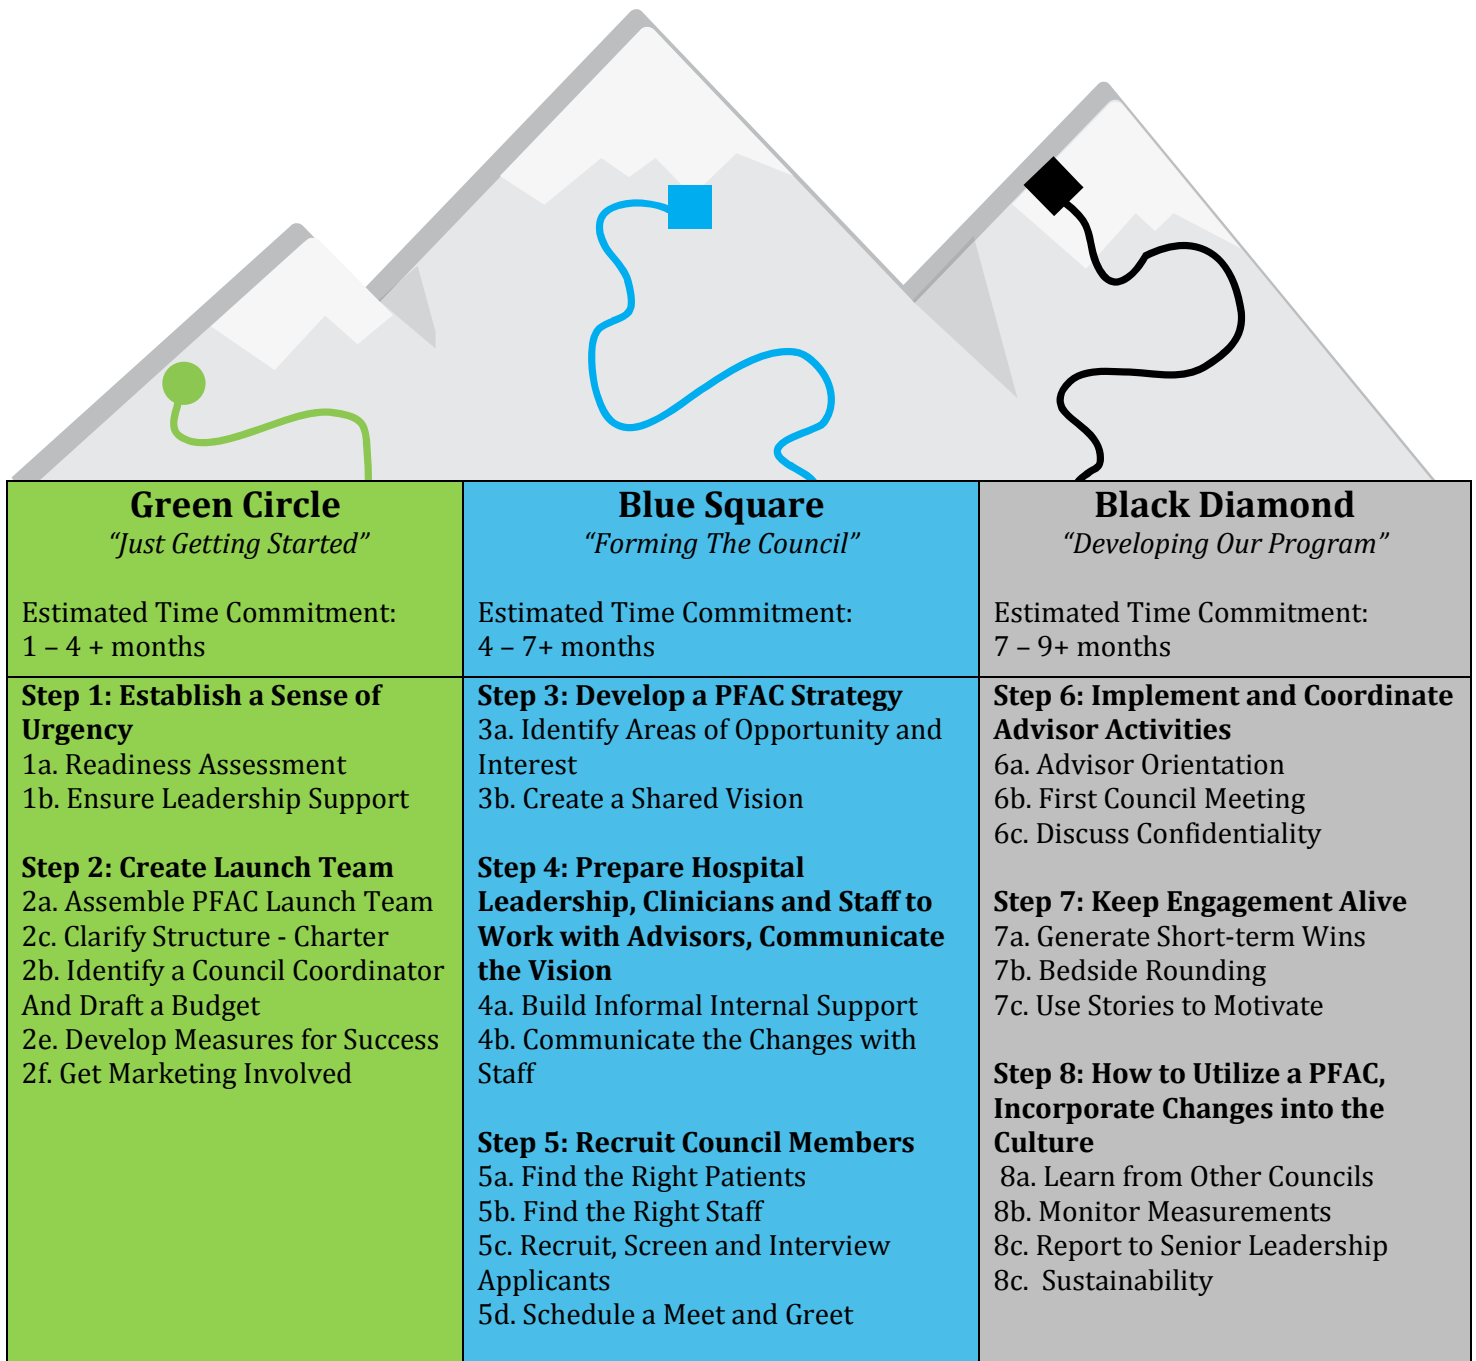 Green Circle
“Just Getting Started”
Estimated Time Commitment:
1 – 4 + months
Step 1: Establish a Sense of
Urgency
1a. Readiness Assessment
1b. Ensure Leadership Support
Step 2: Create Launch Team
2a. Assemble PFAC Launch Team
2c. Clarify Structure - Charter
2b. Identify a Council Coordinator
And Draft a Budget
2e. Develop Measures for Success
2f. Get Marketing Involved
Blue Square
“Forming The Council”
Estimated Time Commitment:
4 – 7+ months
Step 3: Develop a PFAC Strategy
3a. Identify Areas of Opportunity and
Interest
3b. Create a Shared Vision
Step 4: Prepare Hospital
Leadership, Clinicians and Staff to
Work with Advisors, Communicate
the Vision
4a. Build Informal Internal Support
4b. Communicate the Changes with
Staff
Step 5: Recruit Council Members
5a. Find the Right Patients
5b. Find the Right Staff
5c. Recruit, Screen and Interview
Applicants
5d. Schedule a Meet and Greet
Black Diamond
“Developing Our Program”
Estimated Time Commitment:
7 – 9+ months
Step 6: Implement and Coordinate
Advisor Activities
6a. Advisor Orientation
6b. First Council Meeting
6c. Discuss Confidentiality
Step 7: Keep Engagement Alive
7a. Generate Short-term Wins
7b. Bedside Rounding
7c. Use Stories to Motivate
Step 8: How to Utilize a PFAC,
Incorporate Changes into the
Culture
8a. Learn from Other Councils
8b. Monitor Measurements
8c. Report to Senior Leadership
8c. Sustainability